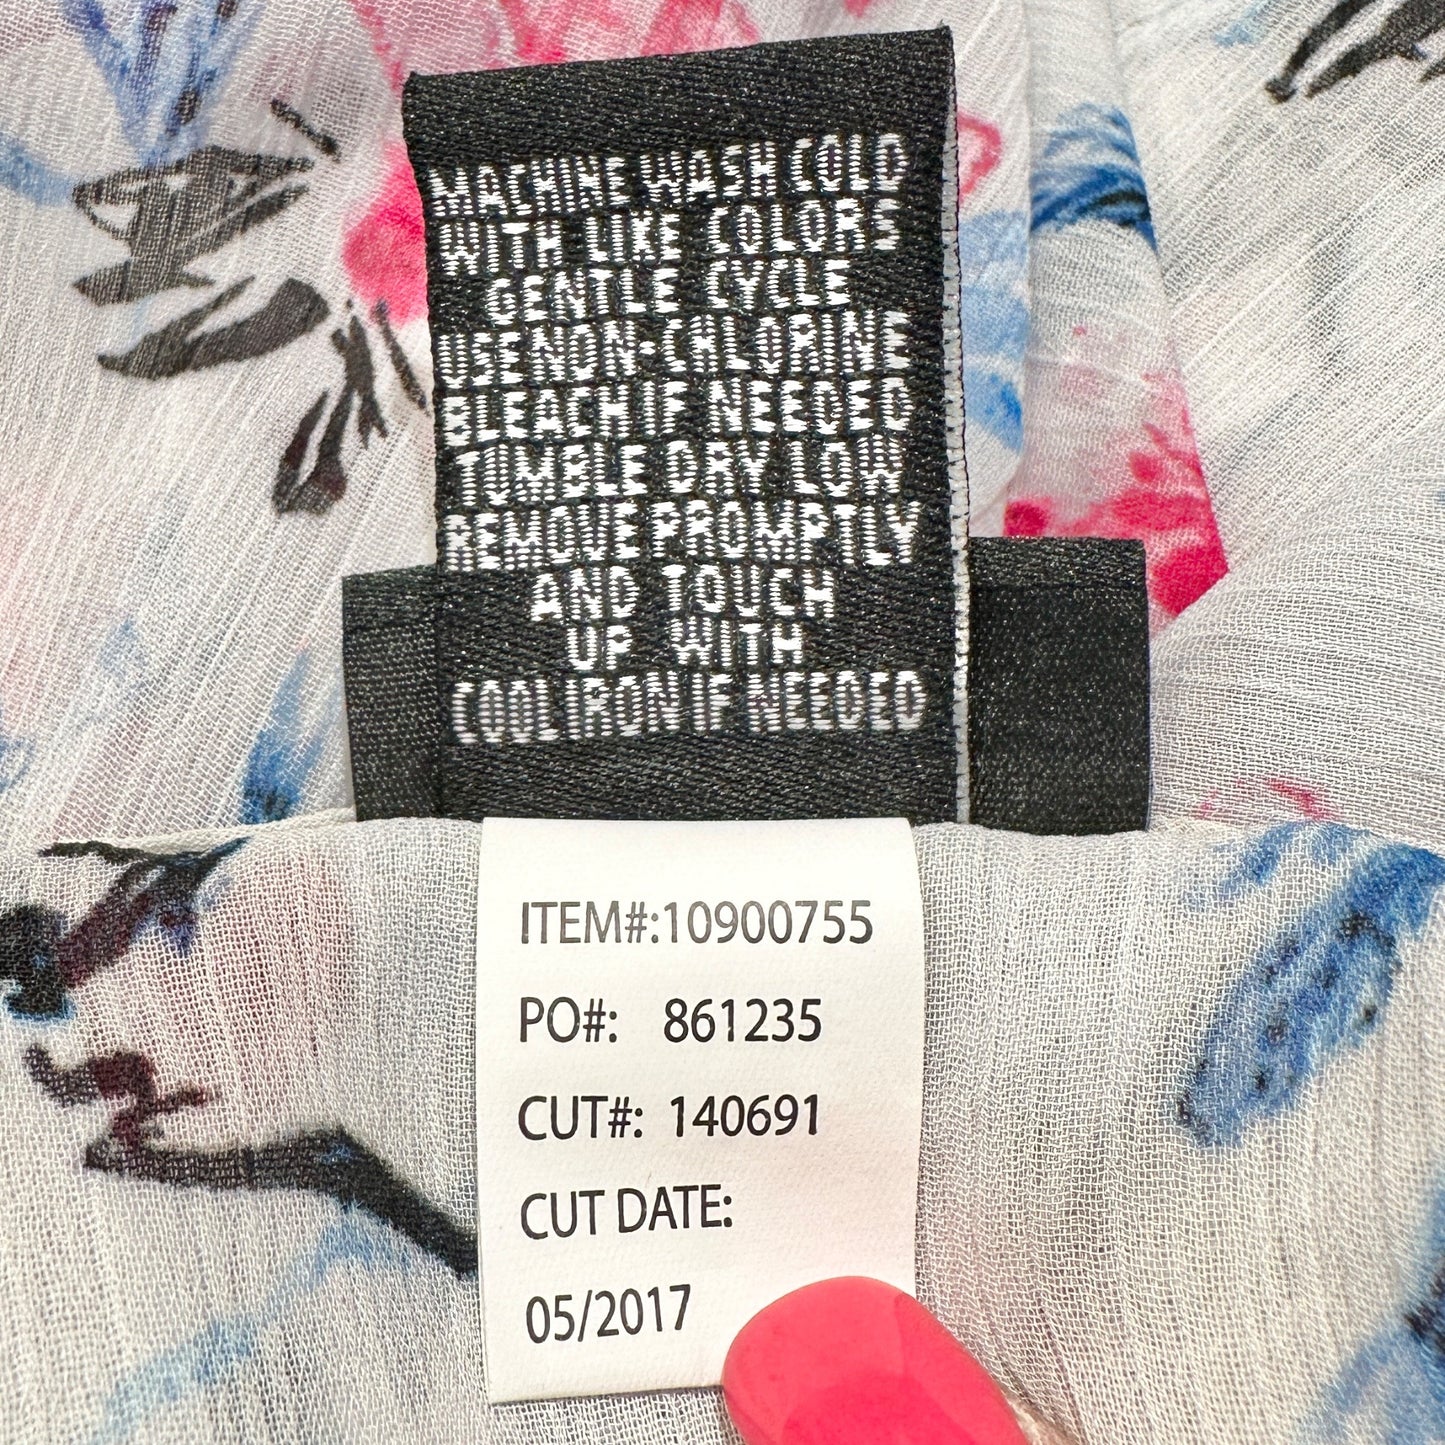 MACHINE WASH COLD
WITH LIKE COLORS
GENTLE CYCLE
USE NON-CHLORINE
BLEACH IF NEEDED
TUMBLE DRY LOW
REMOVE PROMPTLY
AND TOUCH
UP WITH
COOL IRON IF NEEDED
ITEM#:10900755
PO#: 861235
CUT#: 140691
CUT DATE:
05/2017